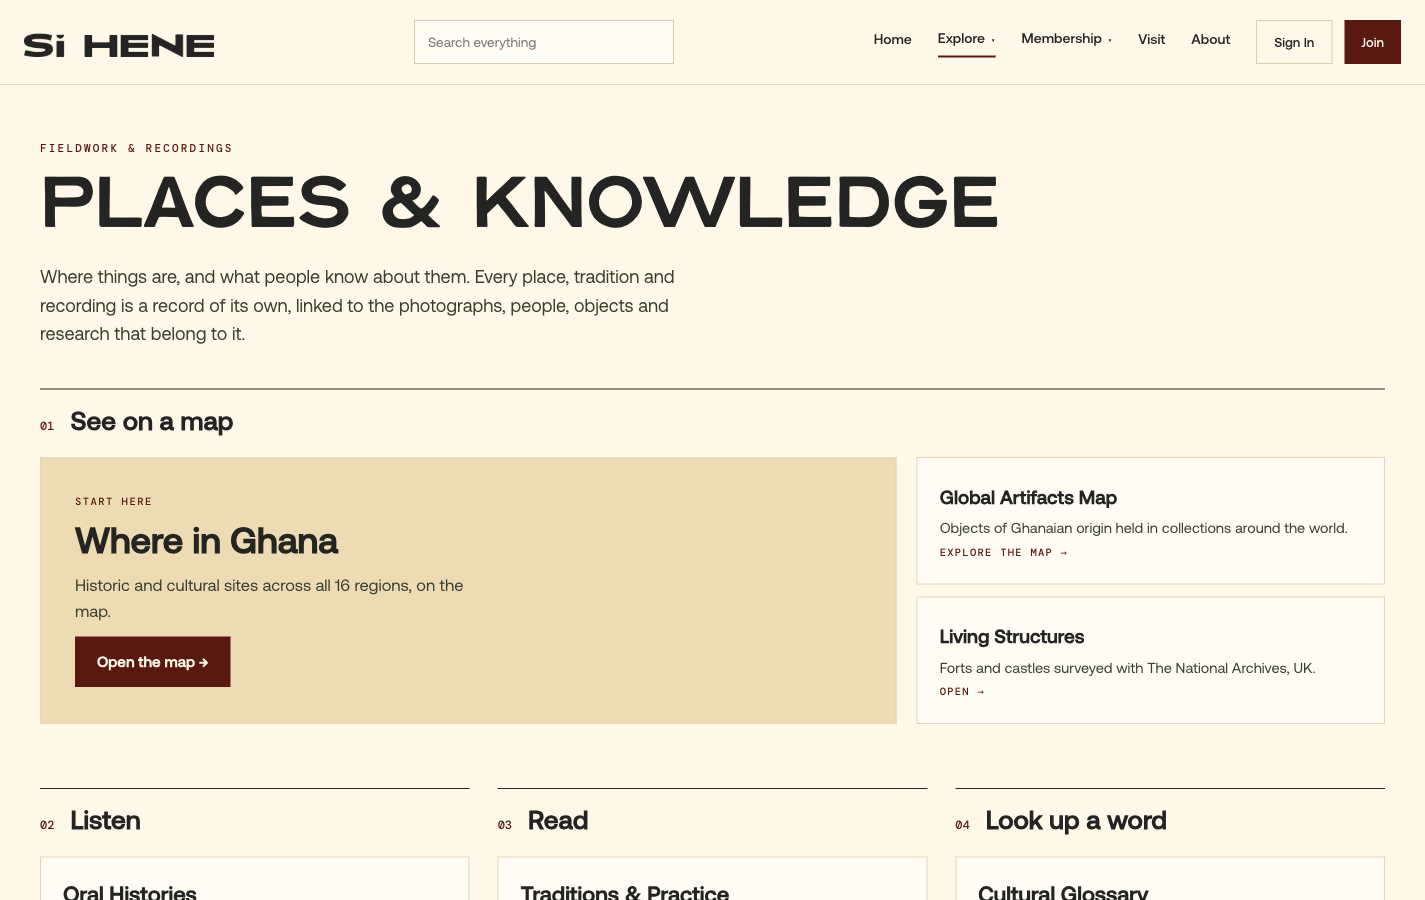 Si HENE
Search everything
Home
Explore
Membership
Visit
About
Sign In
Join
FIELDWORK & RECORDINGS
PLACES & KNOWLEDGE
Where things are, and what people know about them. Every place, tradition and
recording is a record of its own, linked to the photographs, people, objects and
research that belong to it.
01 See on a map
START HERE
Where in Ghana
Historic and cultural sites across all 16 regions, on the
map.
Open the map →
Global Artifacts Map
Objects of Ghanaian origin held in collections around the world.
EXPLORE THE MAP →
Living Structures
Forts and castles surveyed with The National Archives, UK.
OPEN →
02 Listen
Oral Histories
03 Read
Traditions & Practice
04 Look up a word
Cultural Glossary